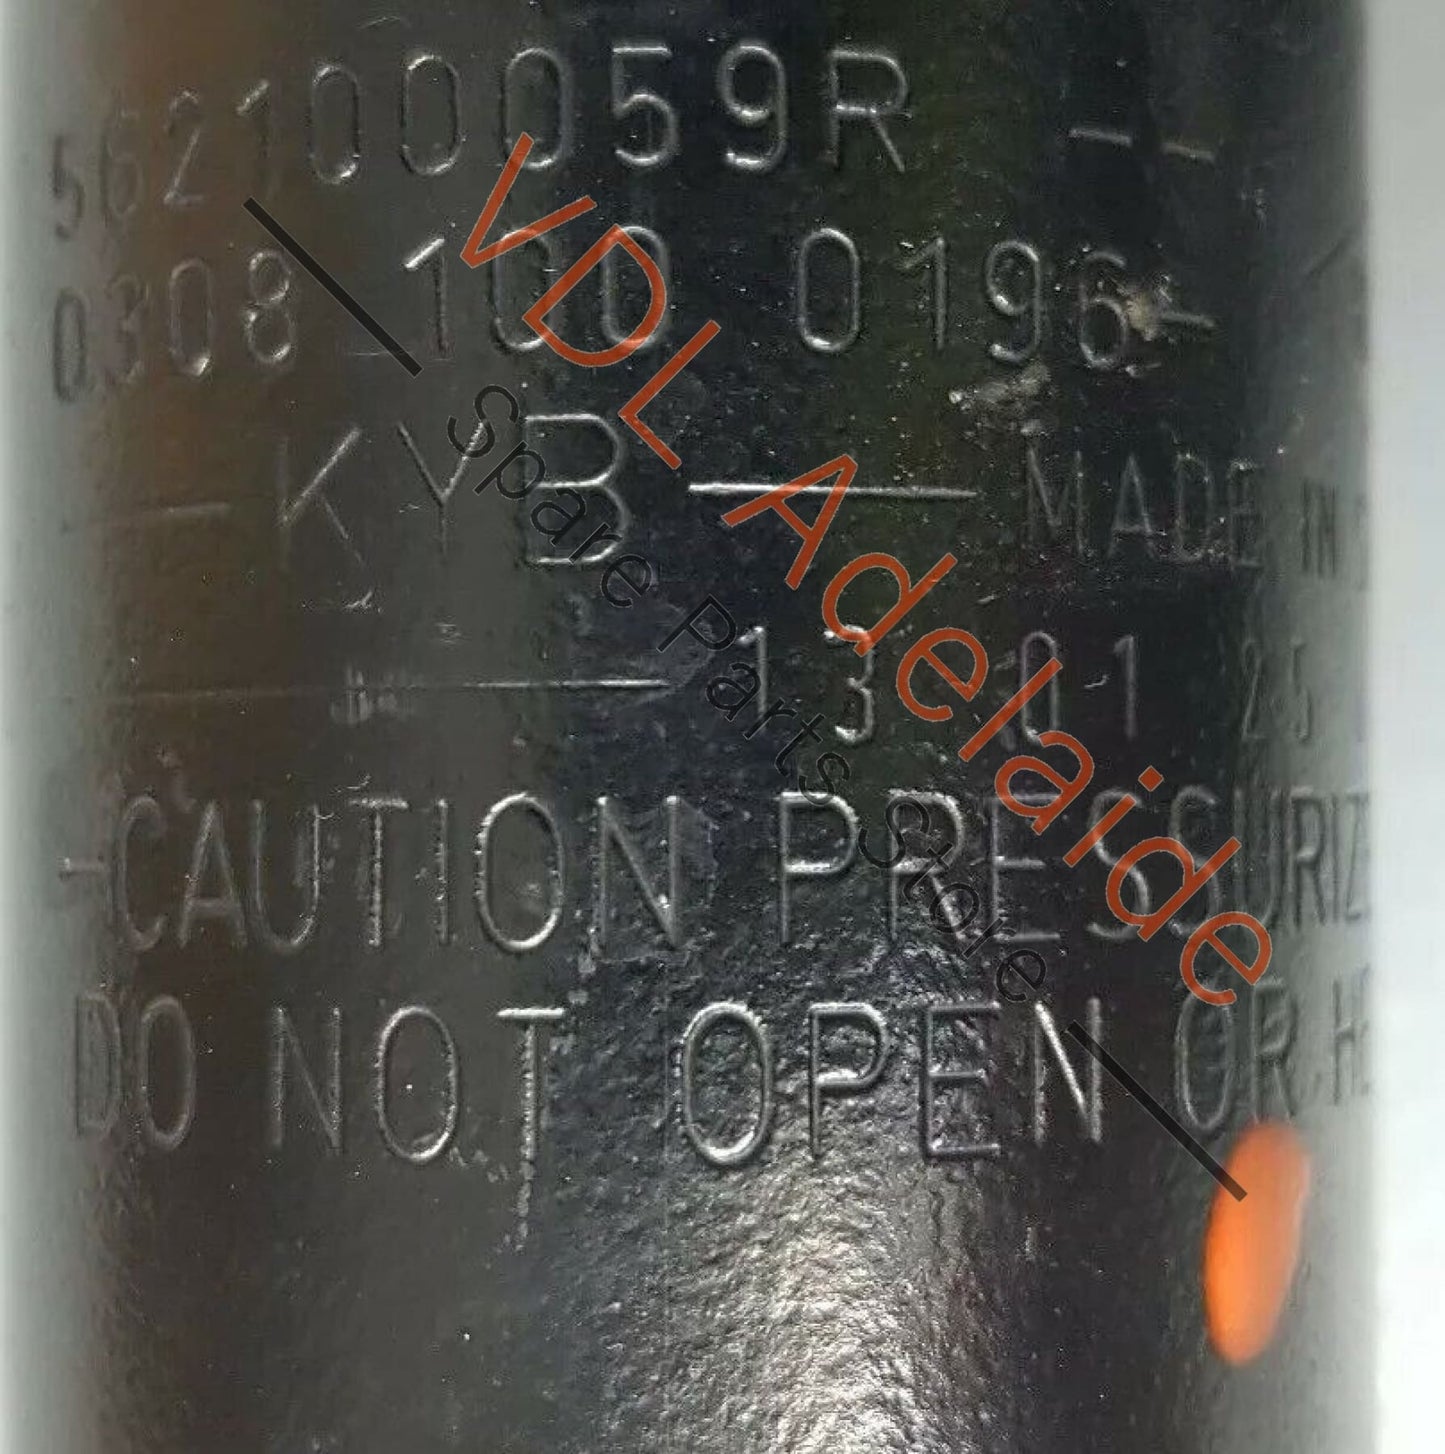 562100059R --
0308 100 0196-
— KYB — MADE IN
— 13 01 25
-CAUTION PRESSURIZ
DO NOT OPEN OR H
VDL Adelaide
Spare Parts Store